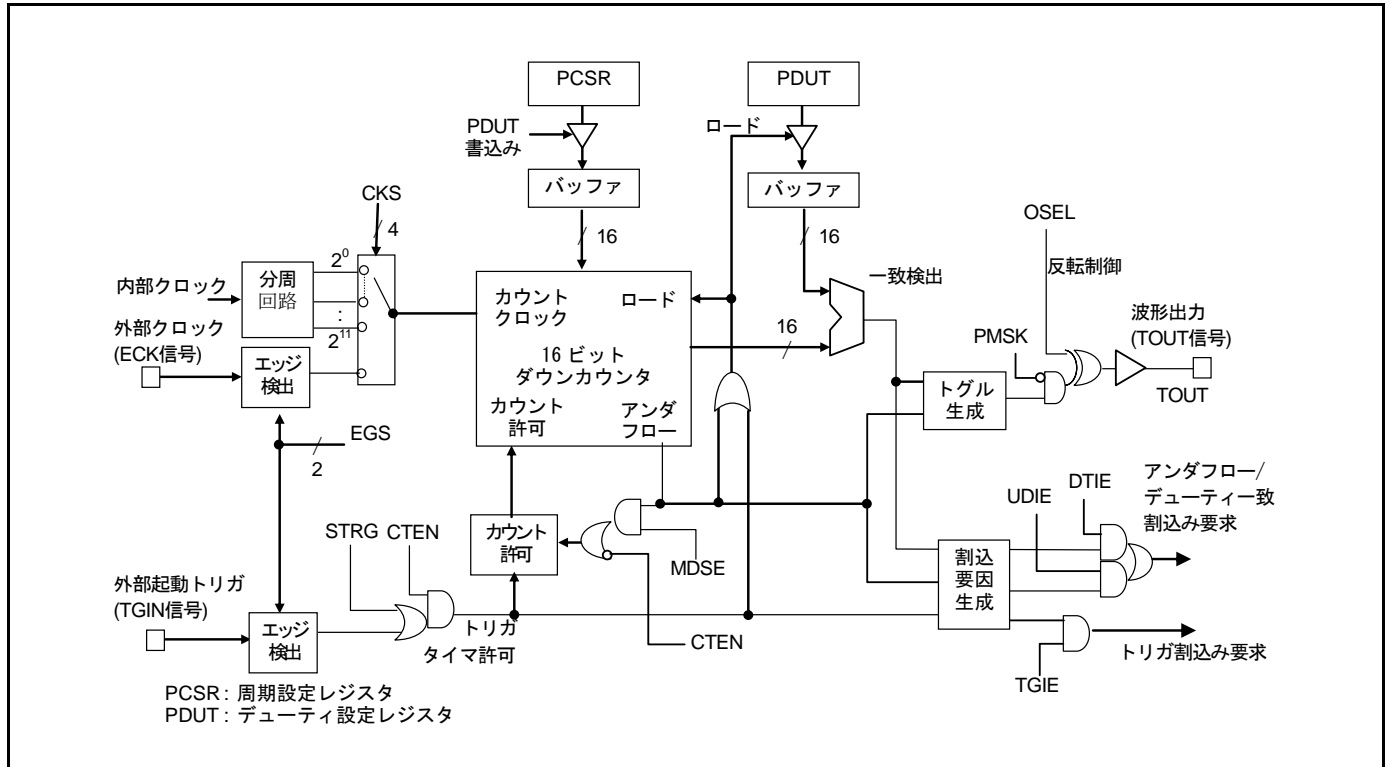 PCSR
PDUT
PDUT
書込み
ロード
バッファ
バッファ
CKS
4
16
16
OSEL
2⁰
内部クロック
分周
回路
:
2¹¹
外部クロック
(ECK信号)
エッジ
検出
カウント
クロック
ロード
16 ビット
ダウンカウンタ
カウント
許可
アンダ
フロー
16
一致検出
反転制御
PMSK
波形出力
(TOUT信号)
TOUT
トグル
生成
EGS
2
STRG
CTEN
カウント
許可
MDSE
CTEN
UDIE
DTIE
アンダフロー/
デューティ一致
割込み要求
割込
要因
生成
外部起動トリガ
(TGIN信号)
エッジ
検出
トリガ
タイマ許可
TGIE
トリガ割込み要求
PCSR : 周期設定レジスタ
PDUT : デューティ設定レジスタ